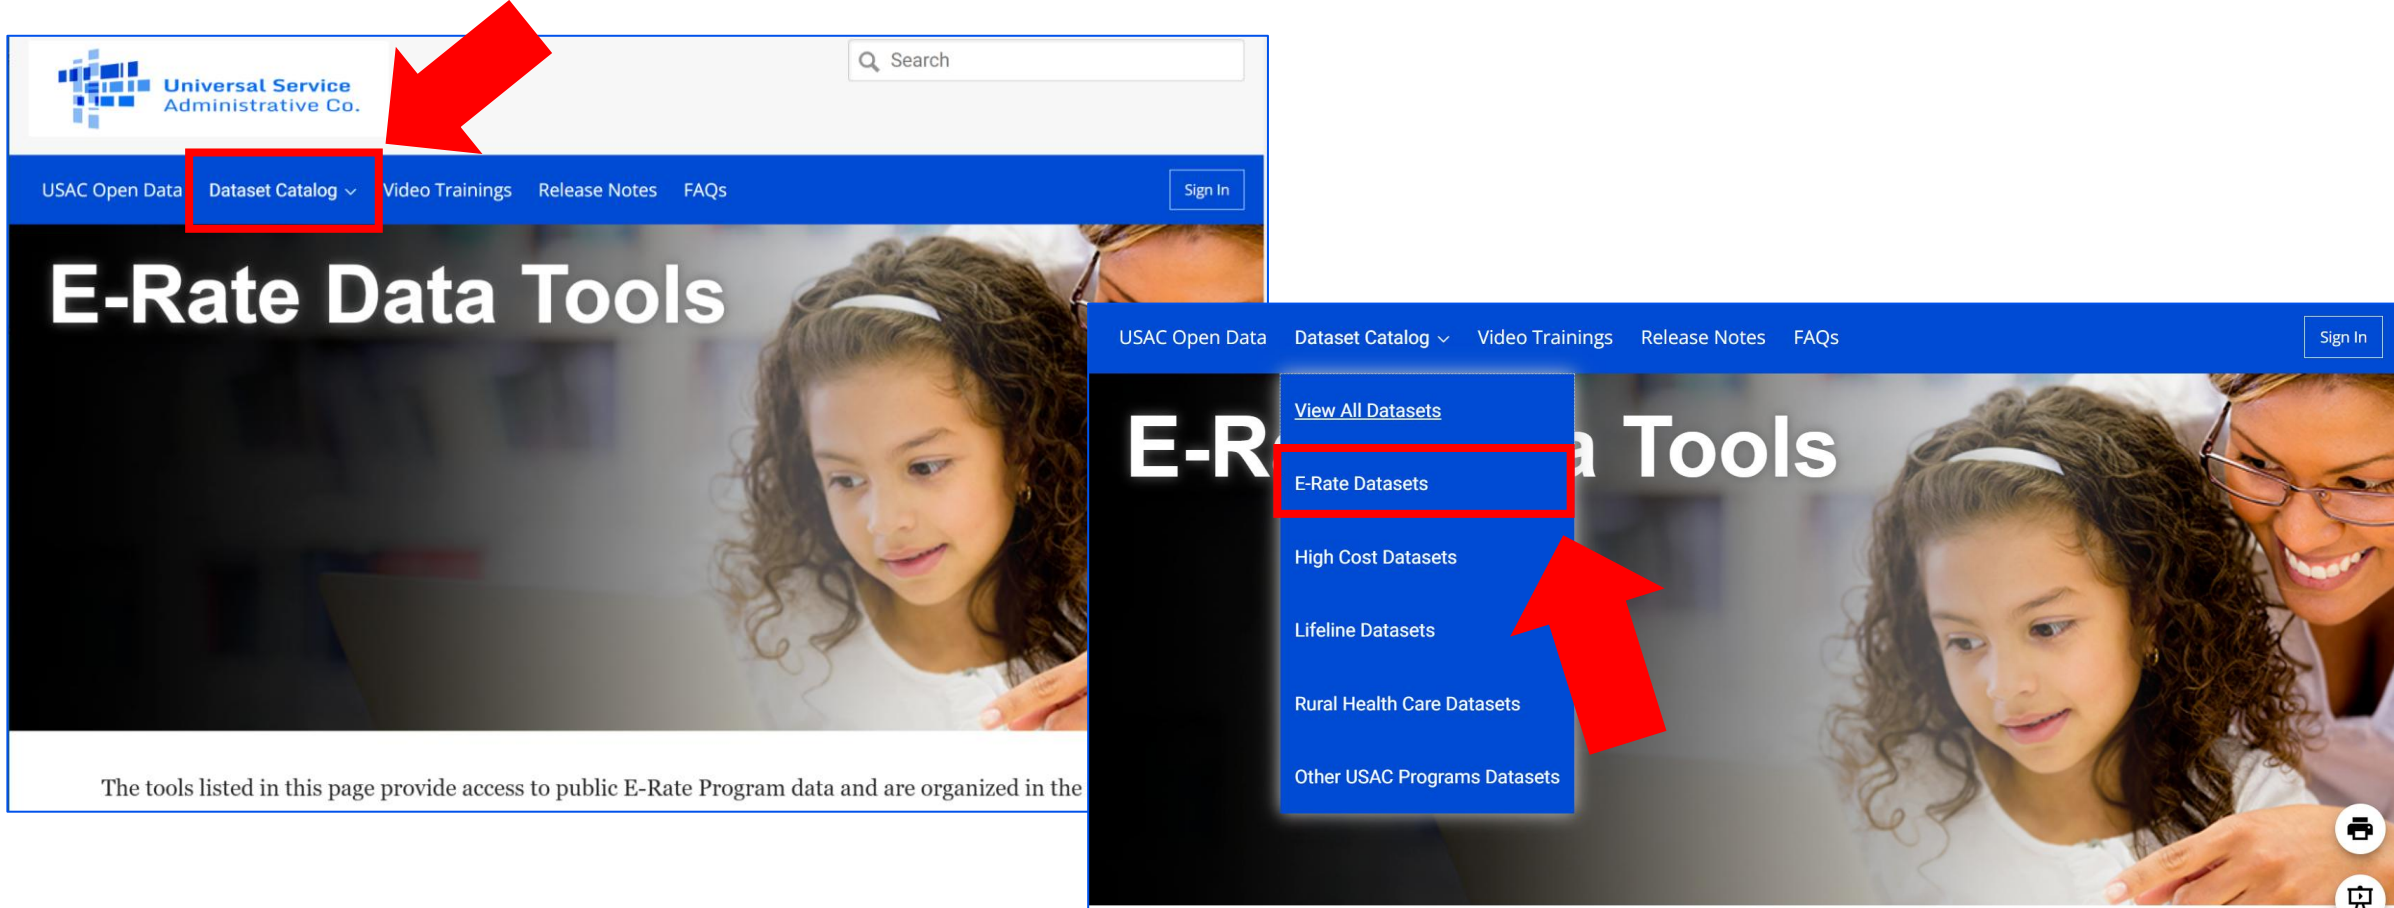 Universal Service
Administrative Co.
Search
USAC Open Data Dataset Catalog Video Trainings Release Notes FAQs Sign In
E-Rate Data Tools
The tools listed in this page provide access to public E-Rate Program data and are organized in the
USAC Open Data Dataset Catalog Video Trainings Release Notes FAQs Sign In
E-R a Tools
View All Datasets
E-Rate Datasets
High Cost Datasets
Lifeline Datasets
Rural Health Care Datasets
Other USAC Programs Datasets